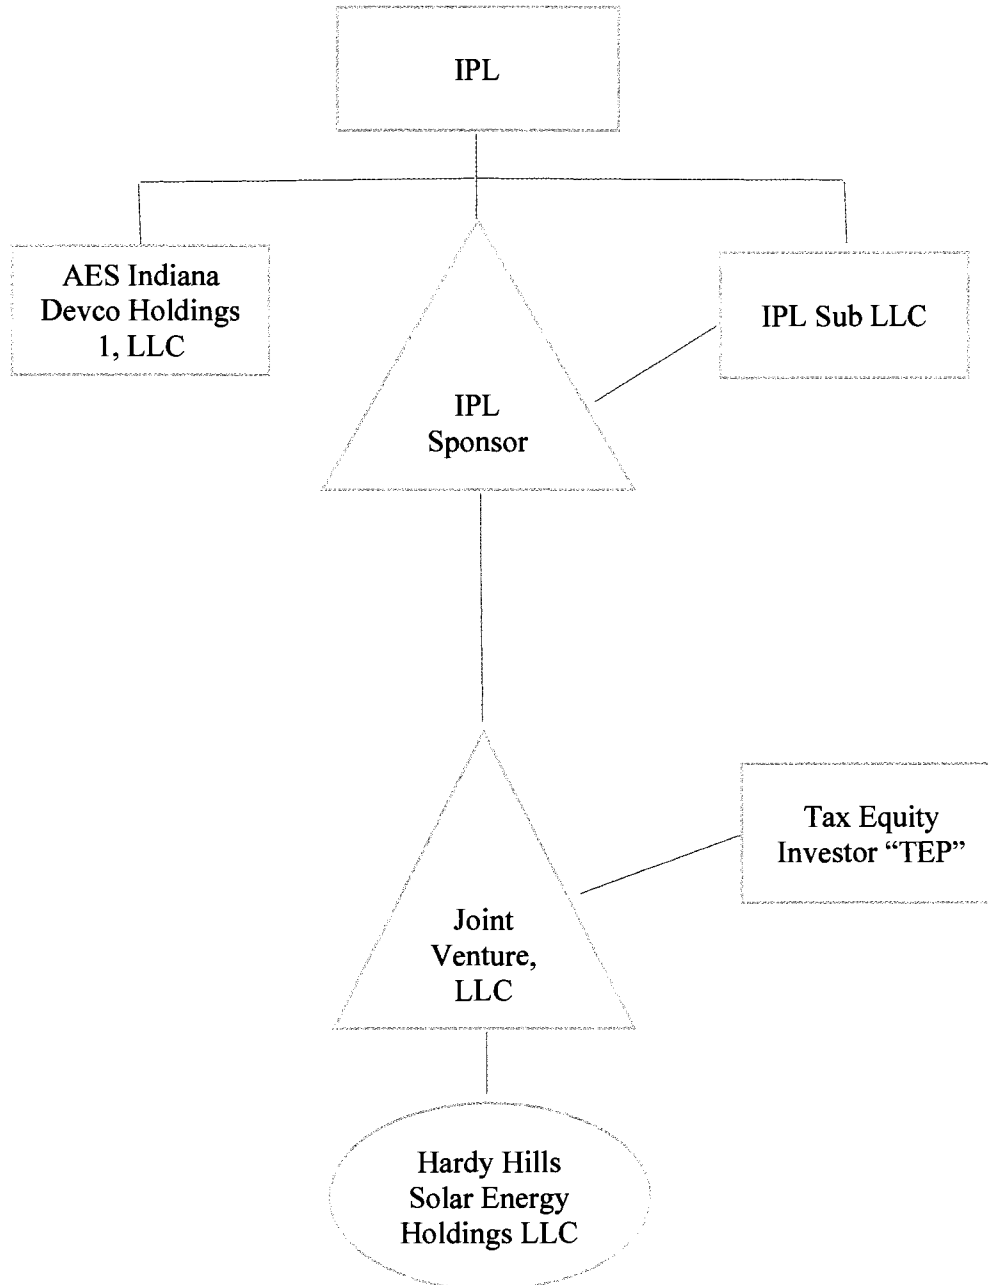 IPL
AES Indiana
Devco Holdings
1, LLC
IPL Sub LLC
IPL
Sponsor
Tax Equity
Investor “TEP”
Joint
Venture,
LLC
Hardy Hills
Solar Energy
Holdings LLC